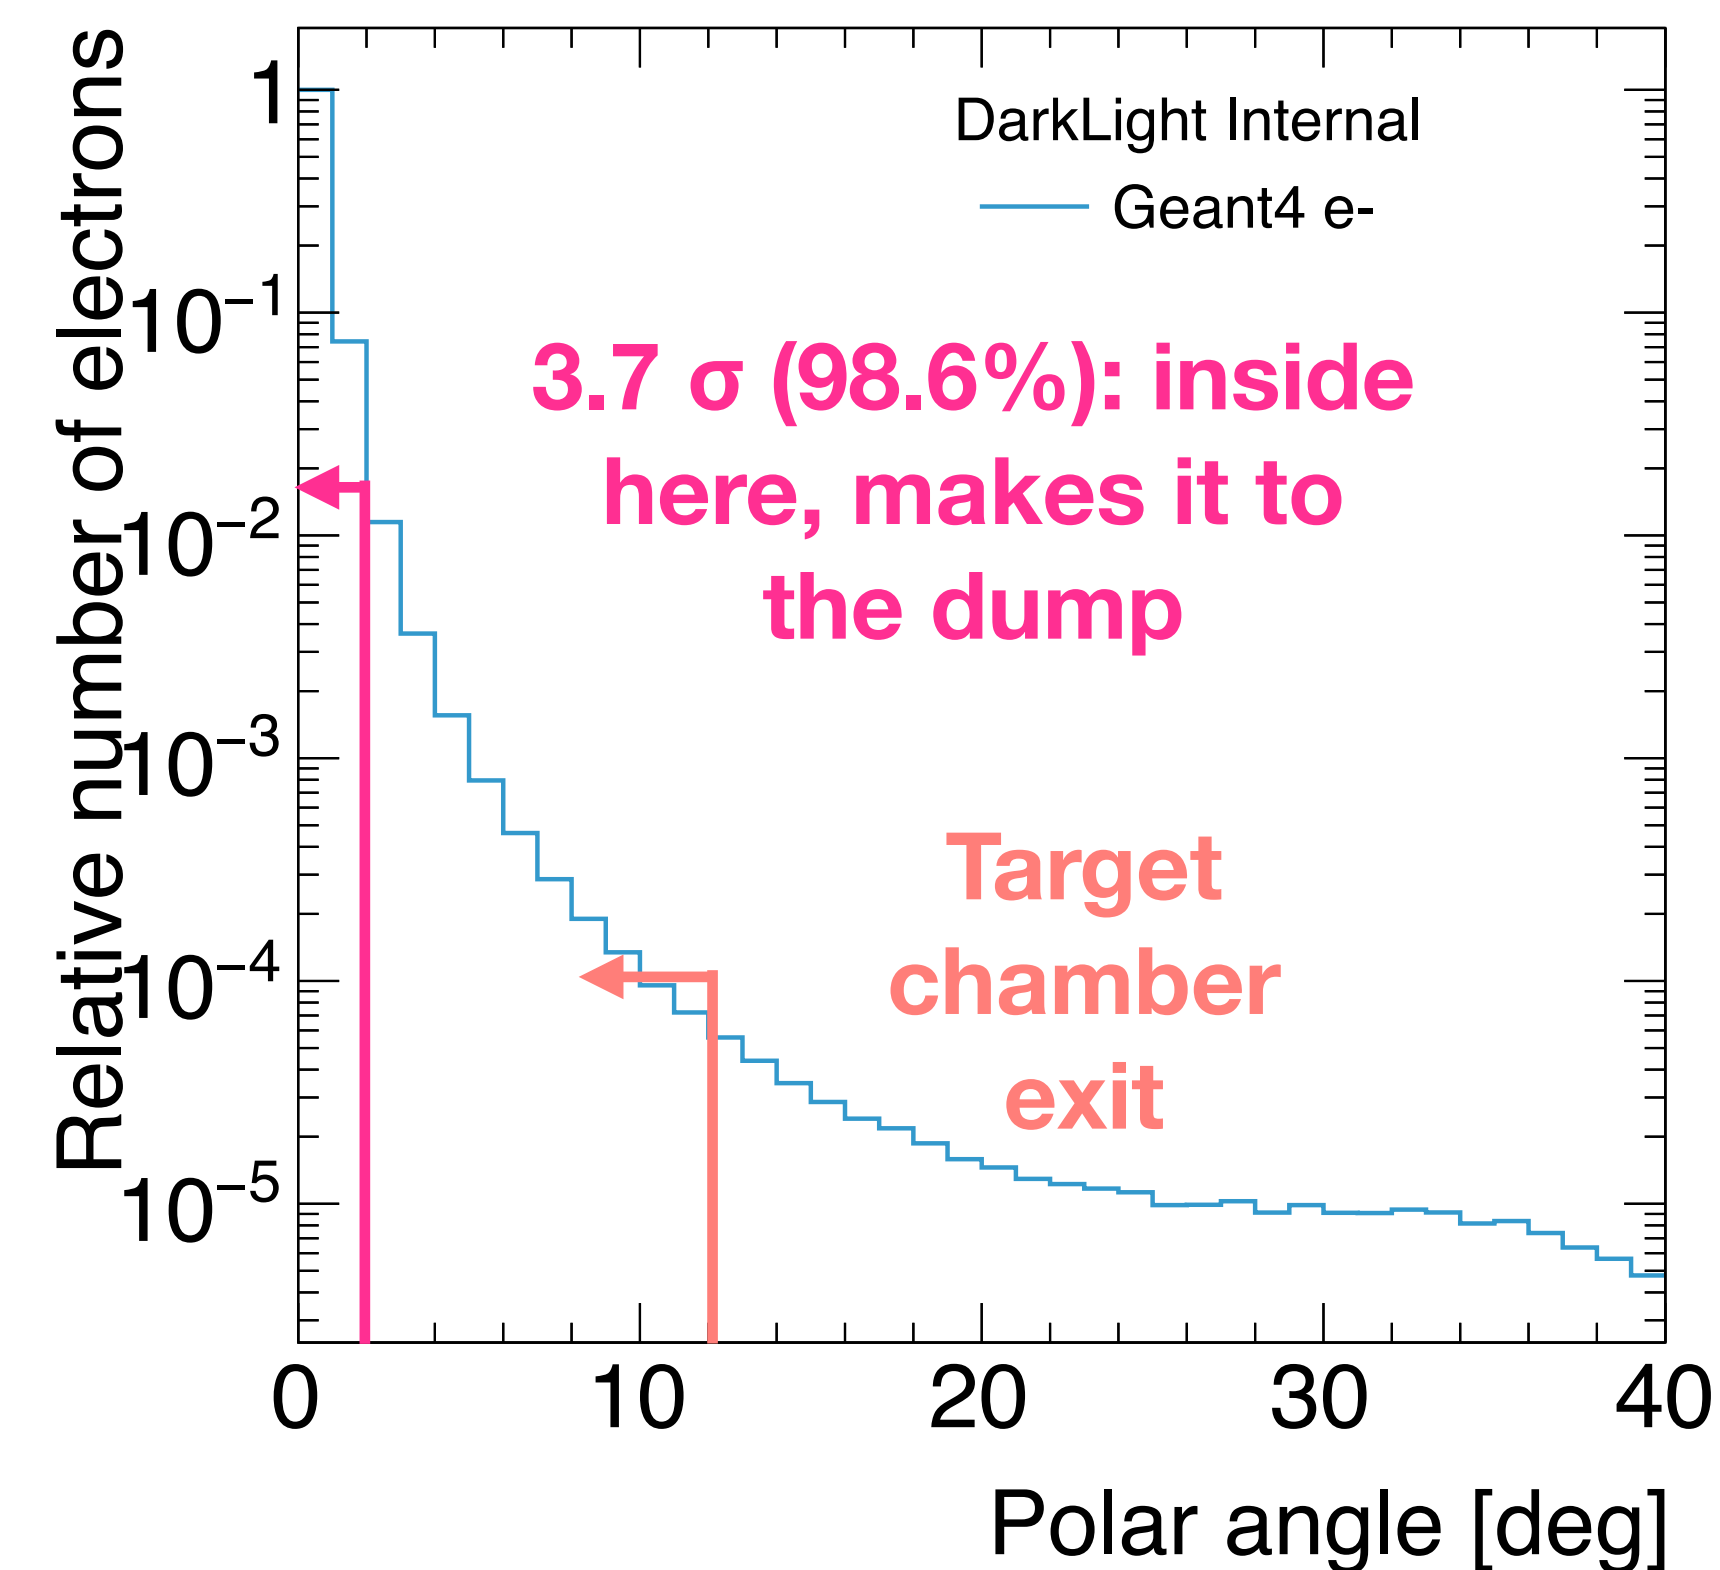 Relative number of electrons
1
10⁻¹
10⁻²
10⁻³
10⁻⁴
10⁻⁵
DarkLight Internal
Geant4 e-
3.7 σ (98.6%): inside
here, makes it to
the dump
Target
chamber
exit
0 10 20 30 40
Polar angle [deg]